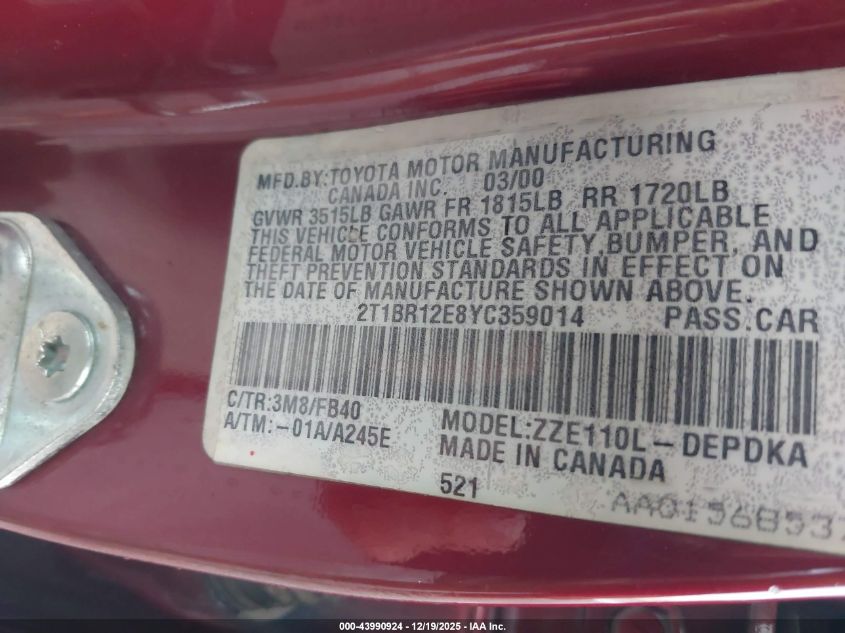 MFD.BY:TOYOTA MOTOR MANUFACTURING
CANADA INC. 03/00
GVWR 3515LB GAWR FR 1815LB RR 1720LB
THIS VEHICLE CONFORMS TO ALL APPLICABLE
FEDERAL MOTOR VEHICLE SAFETY, BUMPER, AND
THEFT PREVENTION STANDARDS IN EFFECT ON
THE DATE OF MANUFACTURE SHOWN ABOVE.
2T1BR12E8YC359014 PASS.CAR
C/TR:3M8/FB40
A/TM:-01A/A245E
MODEL:ZZE110L-DEPDKA
MADE IN CANADA
521
000-43990924 - 12/19/2025 - IAA Inc.